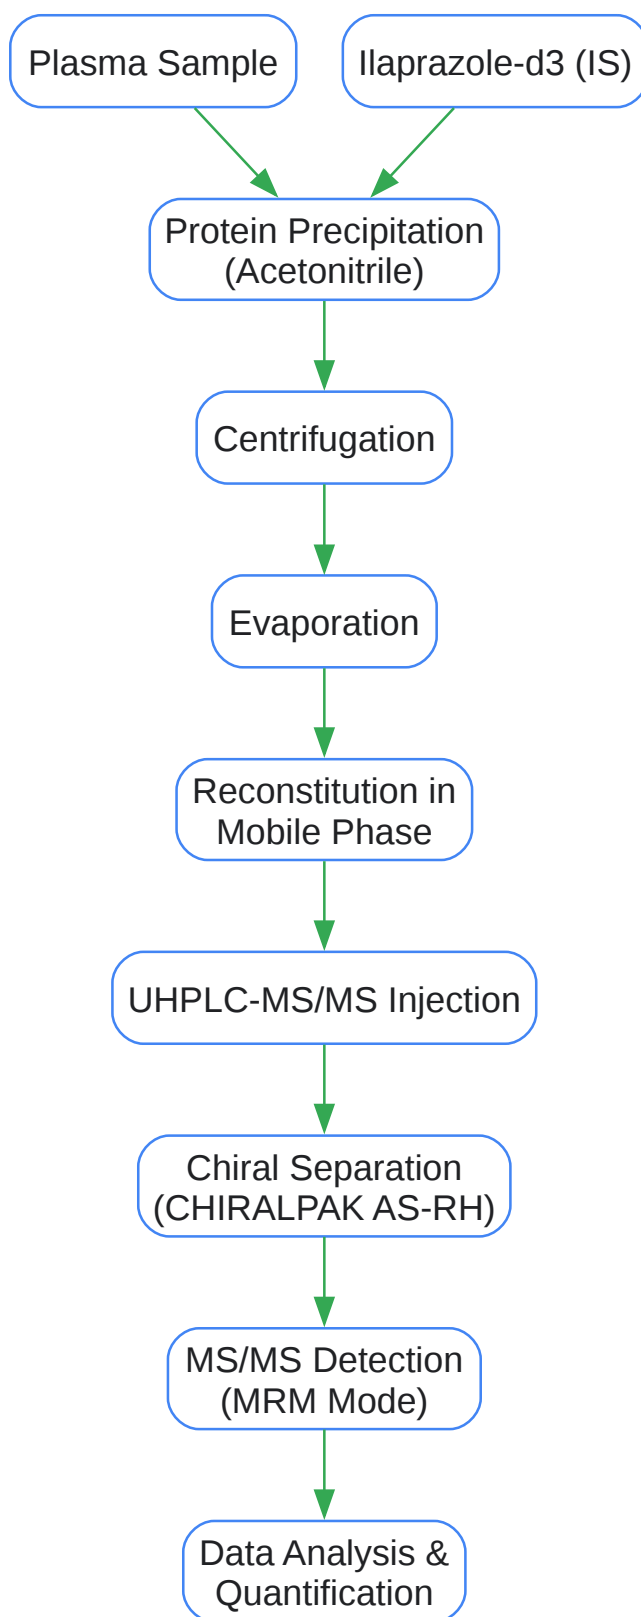 Plasma Sample
Ilaprazole-d3 (IS)
Protein Precipitation
(Acetonitrile)
Centrifugation
Evaporation
Reconstitution in
Mobile Phase
UHPLC-MS/MS Injection
Chiral Separation
(CHIRALPAK AS-RH)
MS/MS Detection
(MRM Mode)
Data Analysis &
Quantification